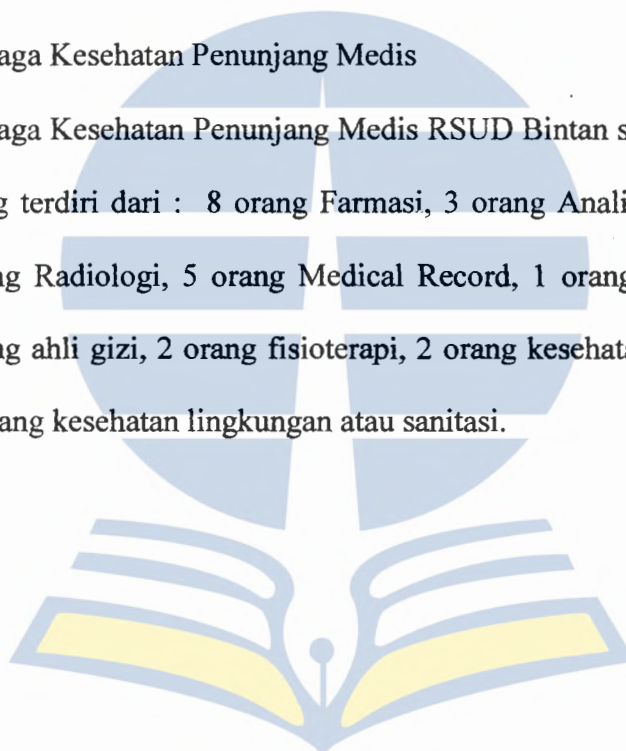 aga Kesehatan Penunjang Medis
aga Kesehatan Penunjang Medis RSUD Bintan s
g terdiri dari : 8 orang Farmasi, 3 orang Anali
ng Radiologi, 5 orang Medical Record, 1 orang
ng ahli gizi, 2 orang fisioterapi, 2 orang kesehata
ang kesehatan lingkungan atau sanitasi.